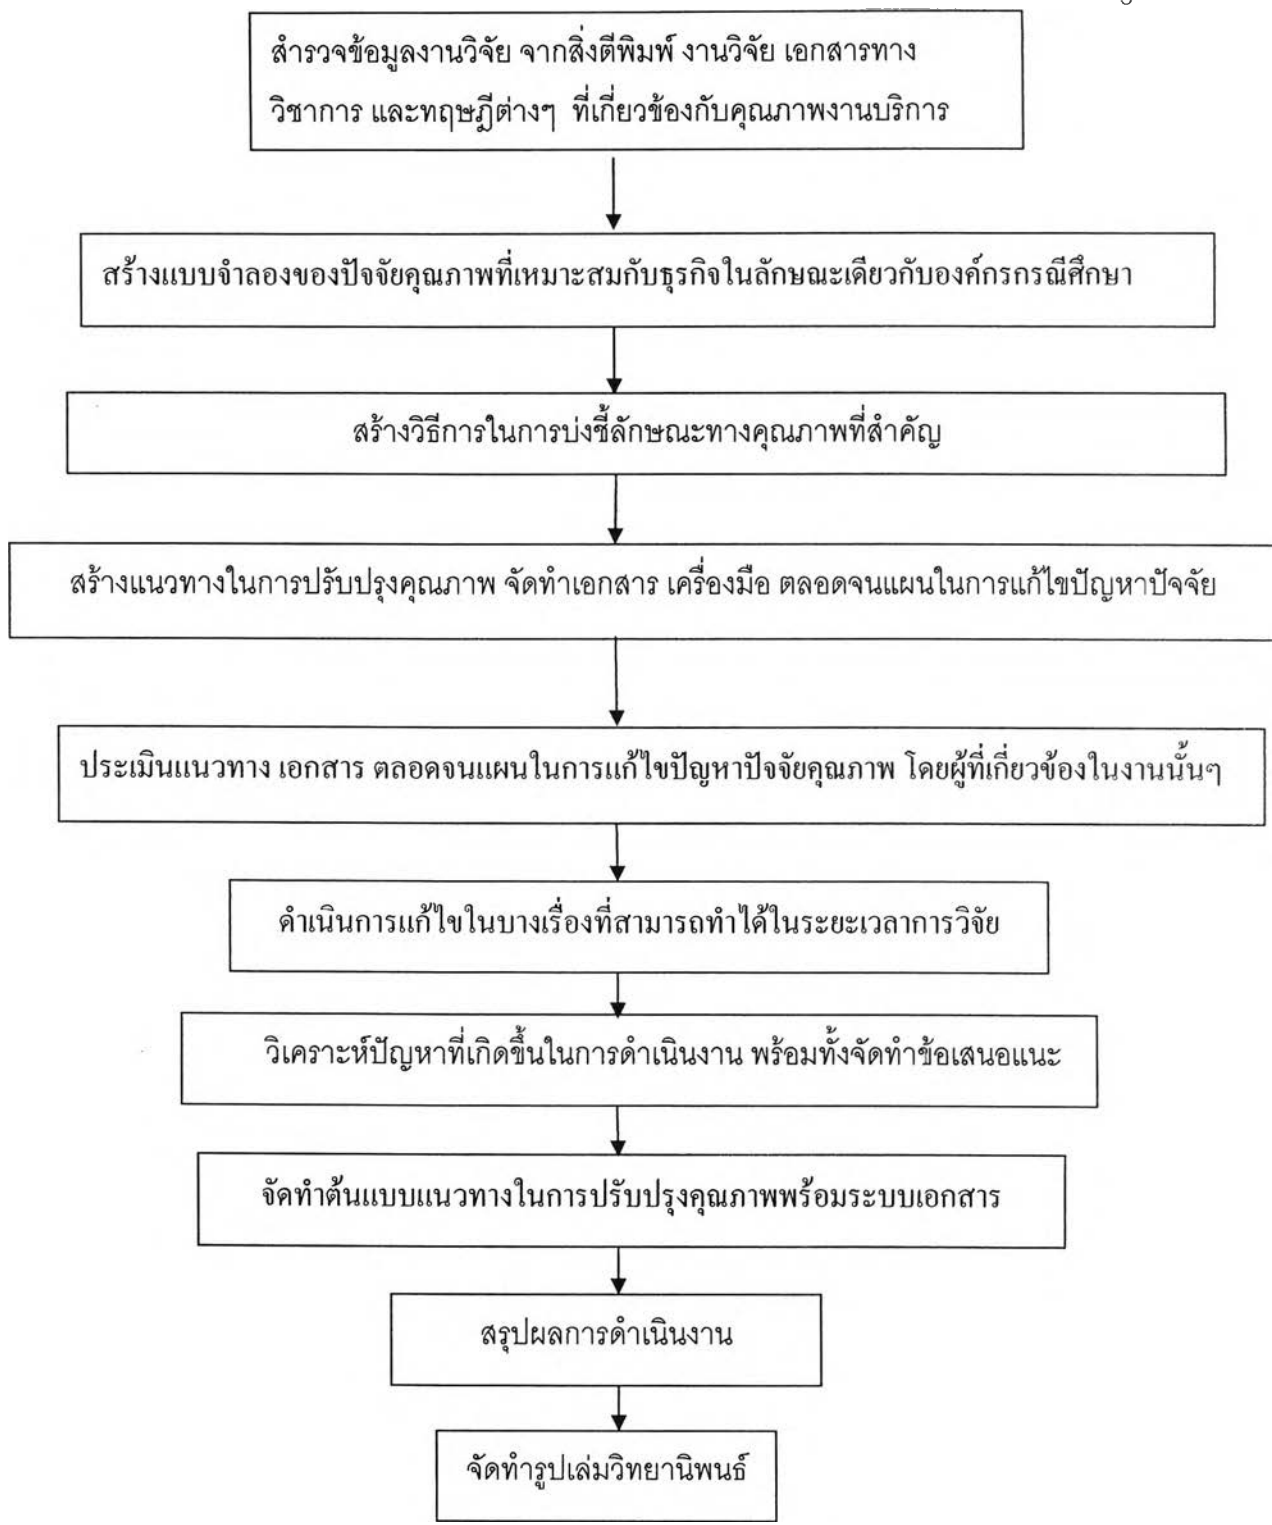 สำรวจข้อมูลงานวิจัย จากสิ่งตีพิมพ์ งานวิจัย เอกสารทาง
วิชาการ และทฤษฎีต่างๆ ที่เกี่ยวข้องกับคุณภาพงานบริการ
สร้างแบบจำลองของปัจจัยคุณภาพที่เหมาะสมกับธุรกิจในลักษณะเดียวกับองค์กรกรณีศึกษา
สร้างวิธีการในการบ่งชี้ลักษณะทางคุณภาพที่สำคัญ
สร้างแนวทางในการปรับปรุงคุณภาพ จัดทำเอกสาร เครื่องมือ ตลอดจนแผนในการแก้ไขปัญหาปัจจัย
ประเมินแนวทาง เอกสาร ตลอดจนแผนในการแก้ไขปัญหาปัจจัยคุณภาพ โดยผู้ที่เกี่ยวข้องในงานนั้นๆ
ดำเนินการแก้ไขในบางเรื่องที่สามารถทำได้ในระยะเวลาการวิจัย
วิเคราะห์ปัญหาที่เกิดขึ้นในการดำเนินงาน พร้อมทั้งจัดทำข้อเสนอแนะ
จัดทำต้นแบบแนวทางในการปรับปรุงคุณภาพพร้อมระบบเอกสาร
สรุปผลการดำเนินงาน
จัดทำรูปเล่มวิทยานิพนธ์